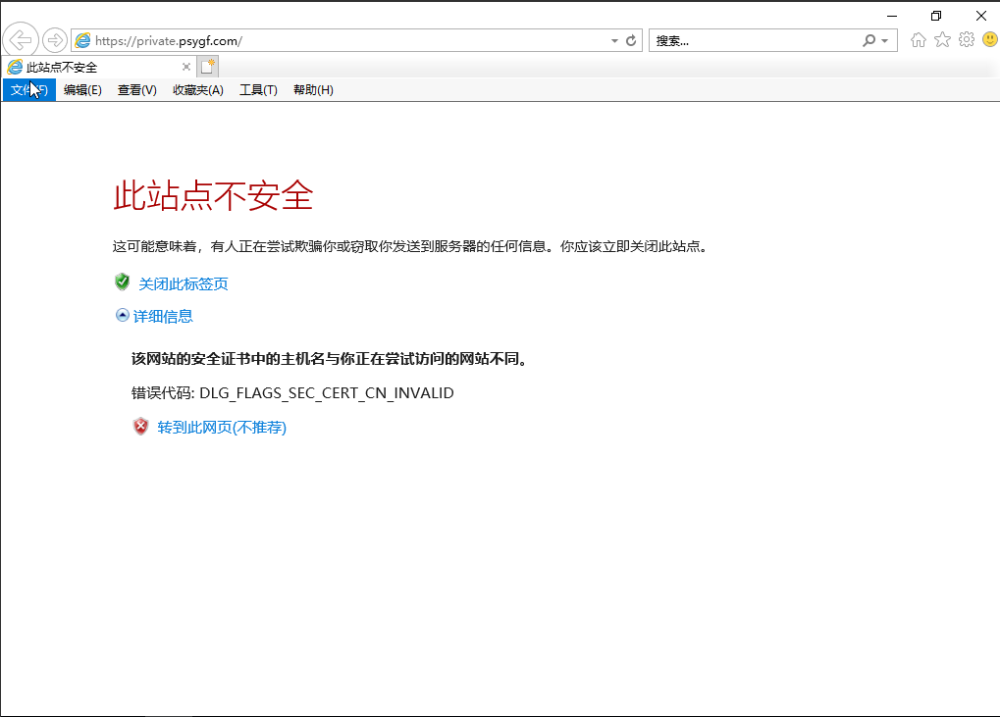 https://private.psygf.com/
搜索...
此站点不安全
文件(F) 编辑(E) 查看(V) 收藏夹(A) 工具(T) 帮助(H)
此站点不安全
这可能意味着，有人正在尝试欺骗你或窃取你发送到服务器的任何信息。你应该立即关闭此站点。
关闭此标签页
详细信息
该网站的安全证书中的主机名与你正在尝试访问的网站不同。
错误代码: DLG_FLAGS_SEC_CERT_CN_INVALID
转到此网页(不推荐)